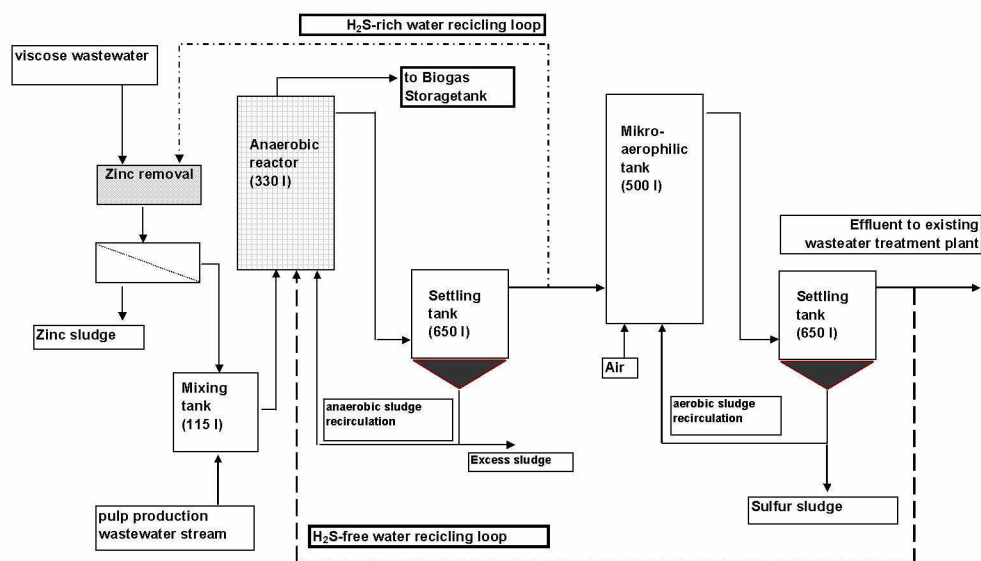 H₂S-rich water recicling loop
viscose wastewater
to Biogas
Storagetank
Anaerobic
reactor
(330 l)
Mikro-
aerophilic
tank
(500 l)
Zinc removal
Effluent to existing
wasteater treatment plant
Settling
tank
(650 l)
Settling
tank
(650 l)
Zinc sludge
Air
Mixing
tank
(115 l)
anaerobic sludge
recirculation
aerobic sludge
recirculation
Excess sludge
Sulfur sludge
pulp production
wastewater stream
H₂S-free water recicling loop